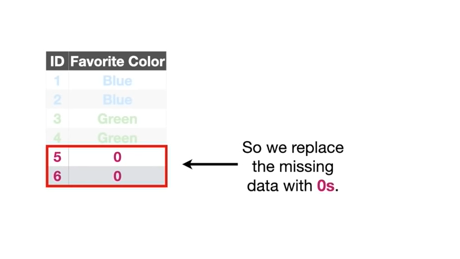 ID Favorite Color
1 Blue
2 Blue
3 Green
4 Green
5 0
6 0
So we replace
the missing
data with 0s.